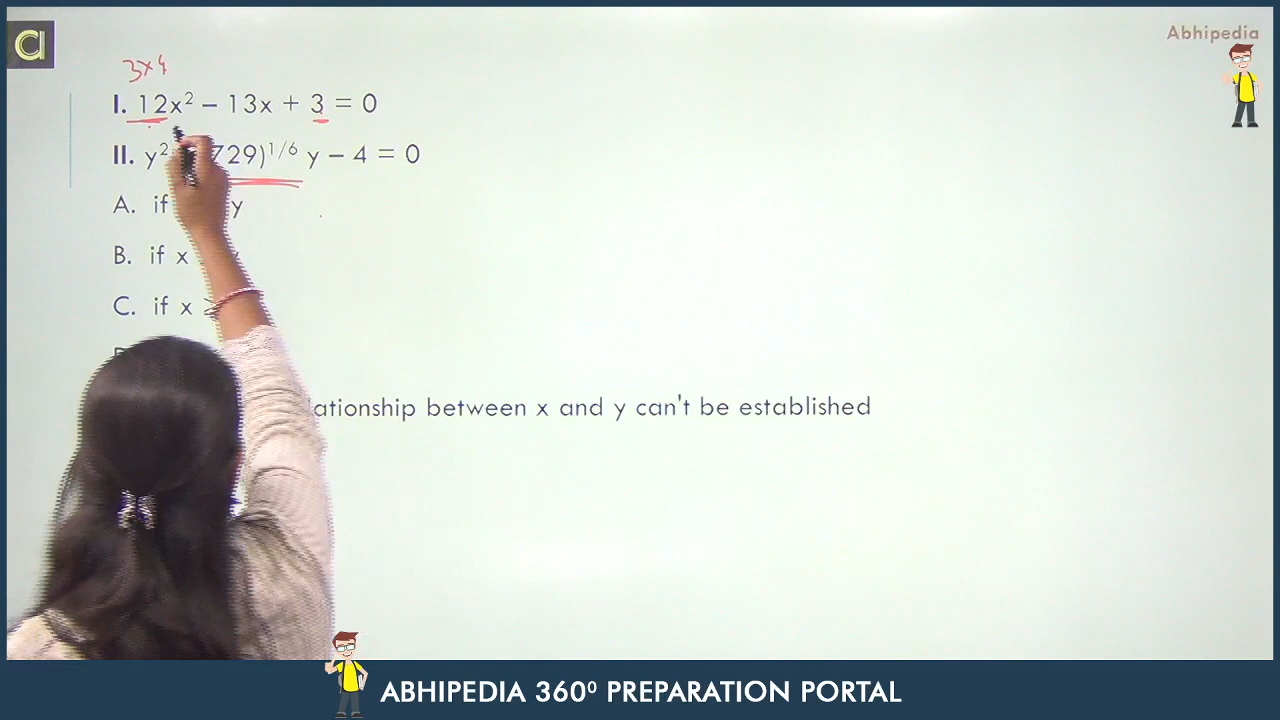 a
Abhipedia
3×4
I. 12x² – 13x + 3 = 0
II. y² 729)^1/6 y – 4 = 0
A. if y
B. if x
C. if x ≥
lationship between x and y can't be established
ABHIPEDIA 360⁰ PREPARATION PORTAL